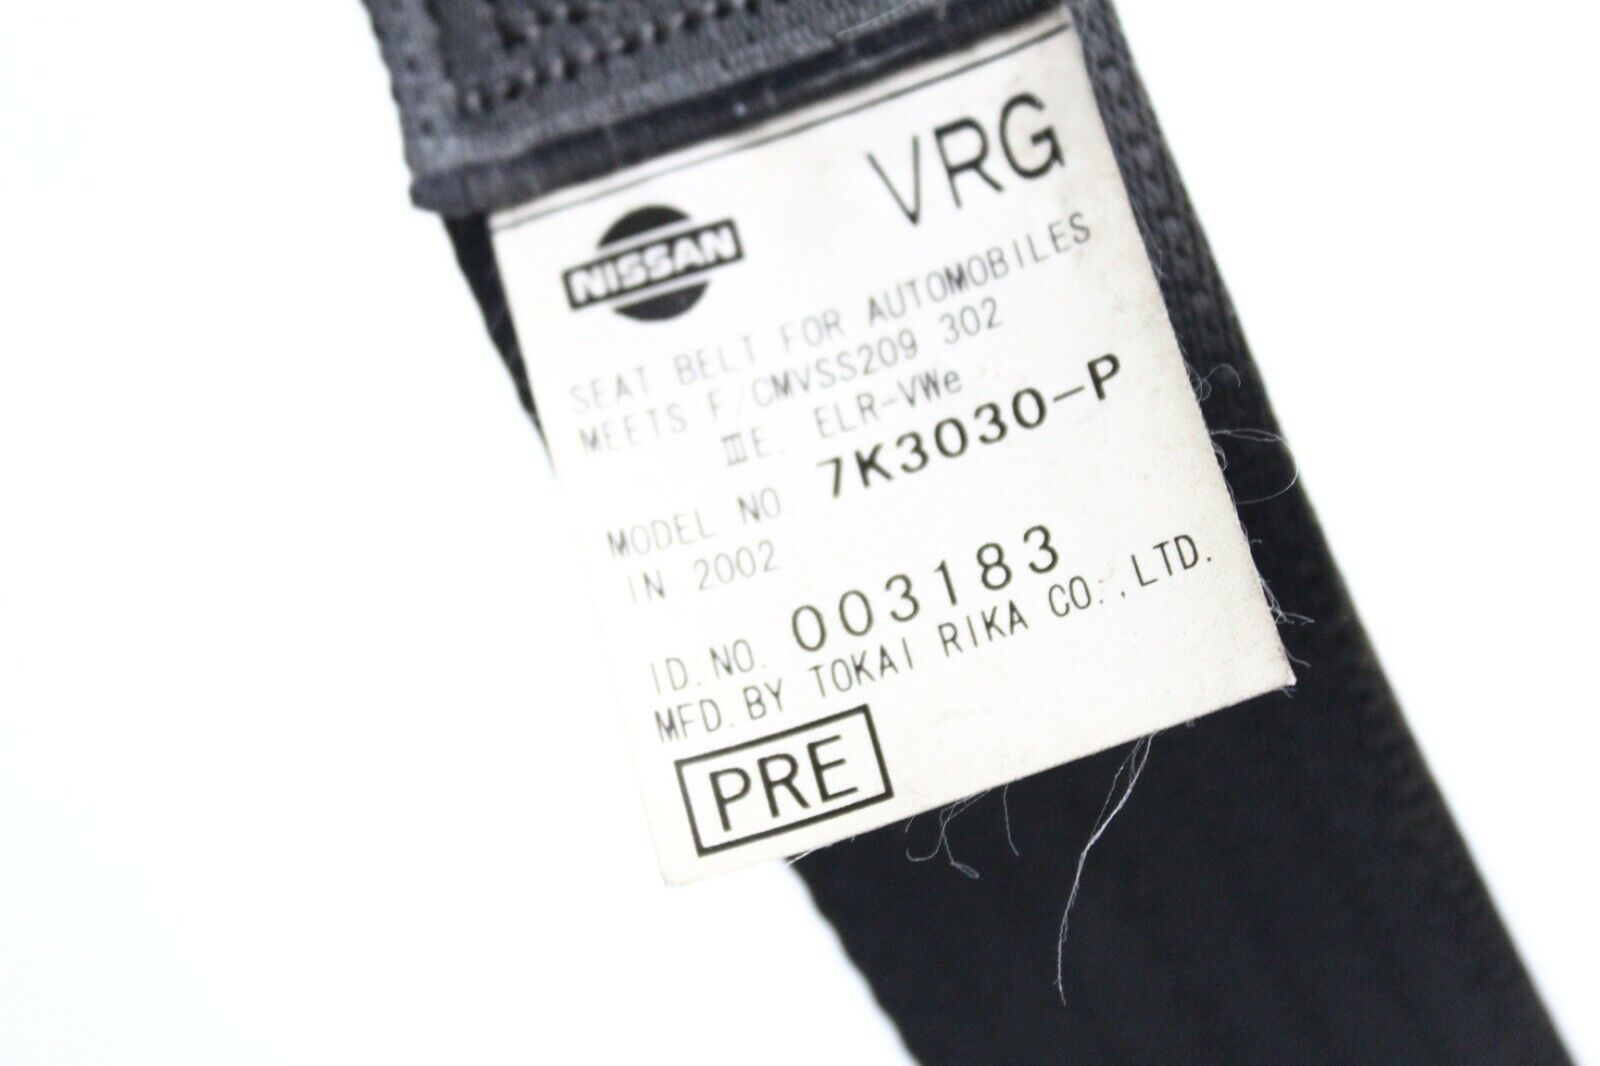 NISSAN VRG
SEAT BELT FOR AUTOMOBILES
MEETS F/CMVSS209 302
ⅢE. ELR-VWe
MODEL NO. 7K3030-P
IN 2002
ID.NO. 003183
MFD.BY TOKAI RIKA CO.,LTD.
PRE